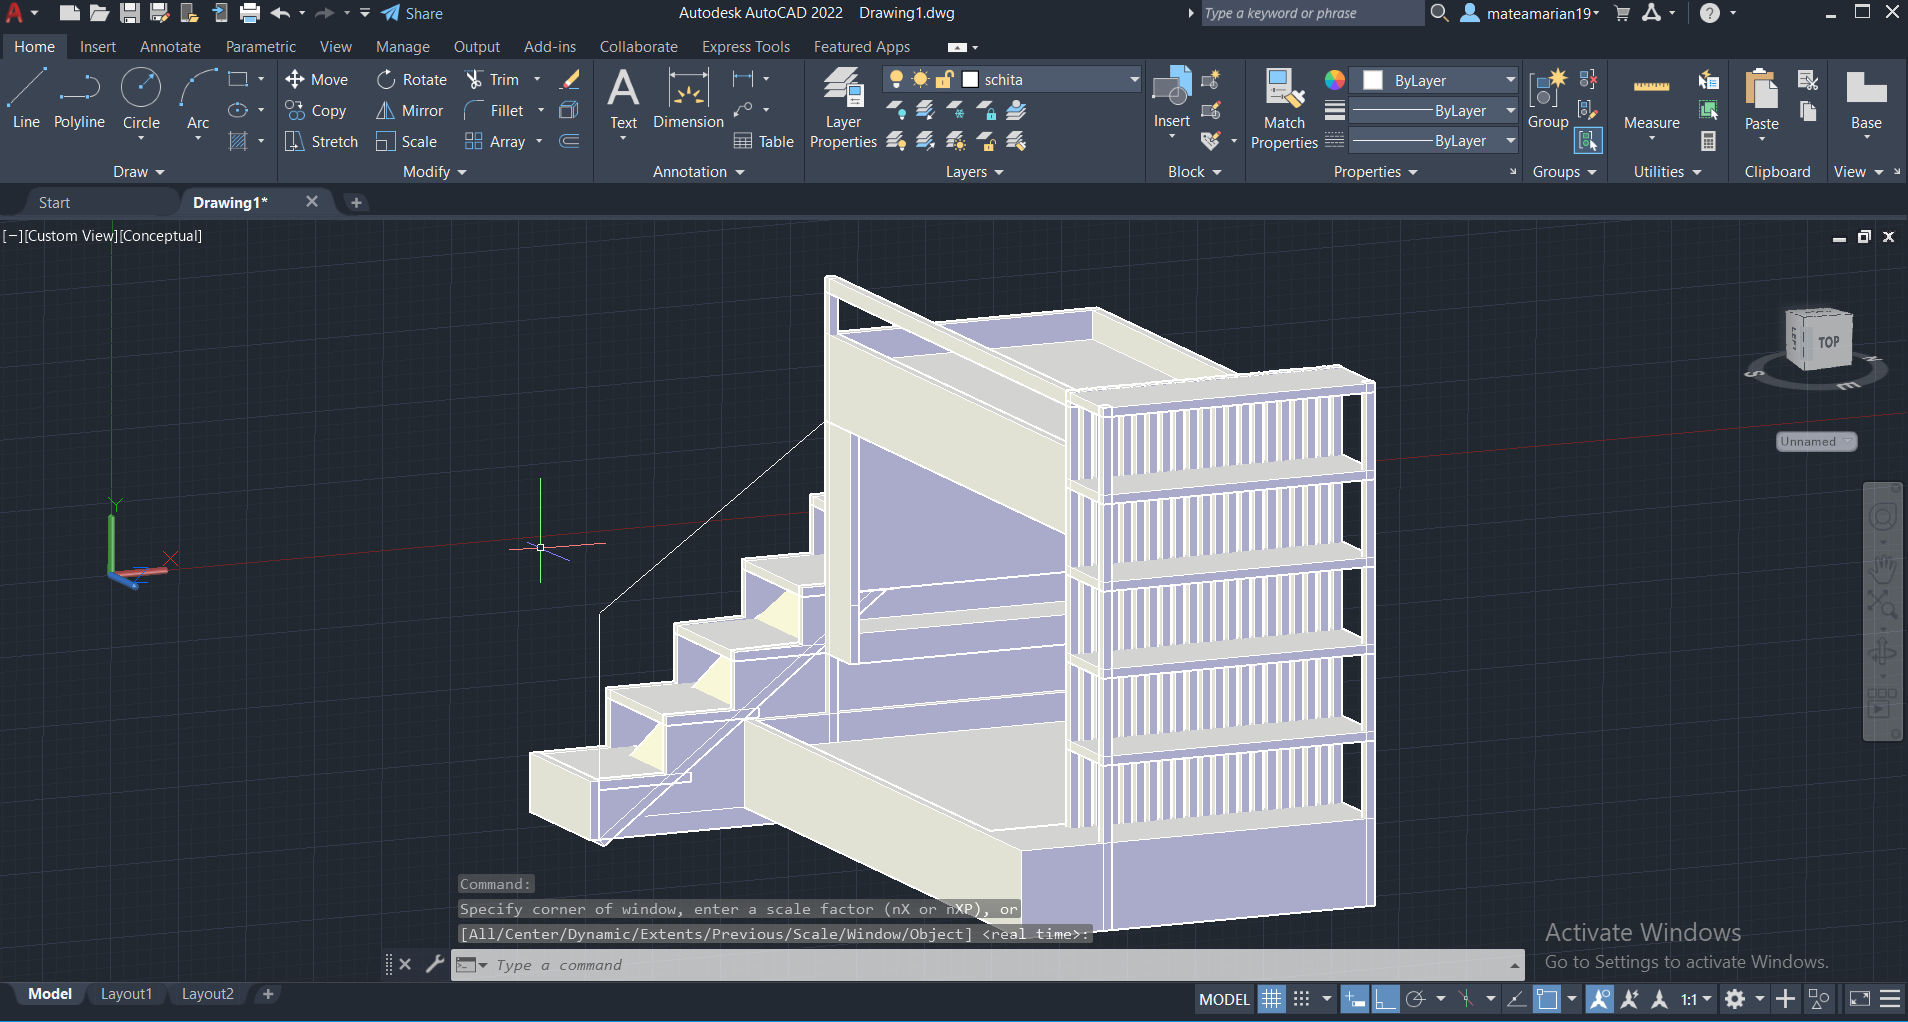 Share
Autodesk AutoCAD 2022 Drawing1.dwg
Type a keyword or phrase
mateamarian19
Home Insert Annotate Parametric View Manage Output Add-ins Collaborate Express Tools Featured Apps
Line Polyline Circle Arc
Move Rotate Trim
Copy Mirror Fillet
Stretch Scale Array
Text Dimension Table
Layer Properties
schita
Insert
Match Properties
ByLayer
ByLayer
ByLayer
Group
Measure
Paste
Base
Draw Modify Annotation Layers Block Properties Groups Utilities Clipboard View
Start Drawing1*
[−][Custom View][Conceptual]
LEFT TOP
S E N
Unnamed
Y
X
Command:
Specify corner of window, enter a scale factor (nX or nXP), or
[All/Center/Dynamic/Extents/Previous/Scale/Window/Object] <real time>:
Type a command
Activate Windows
Go to Settings to activate Windows.
Model Layout1 Layout2 +
MODEL 1:1